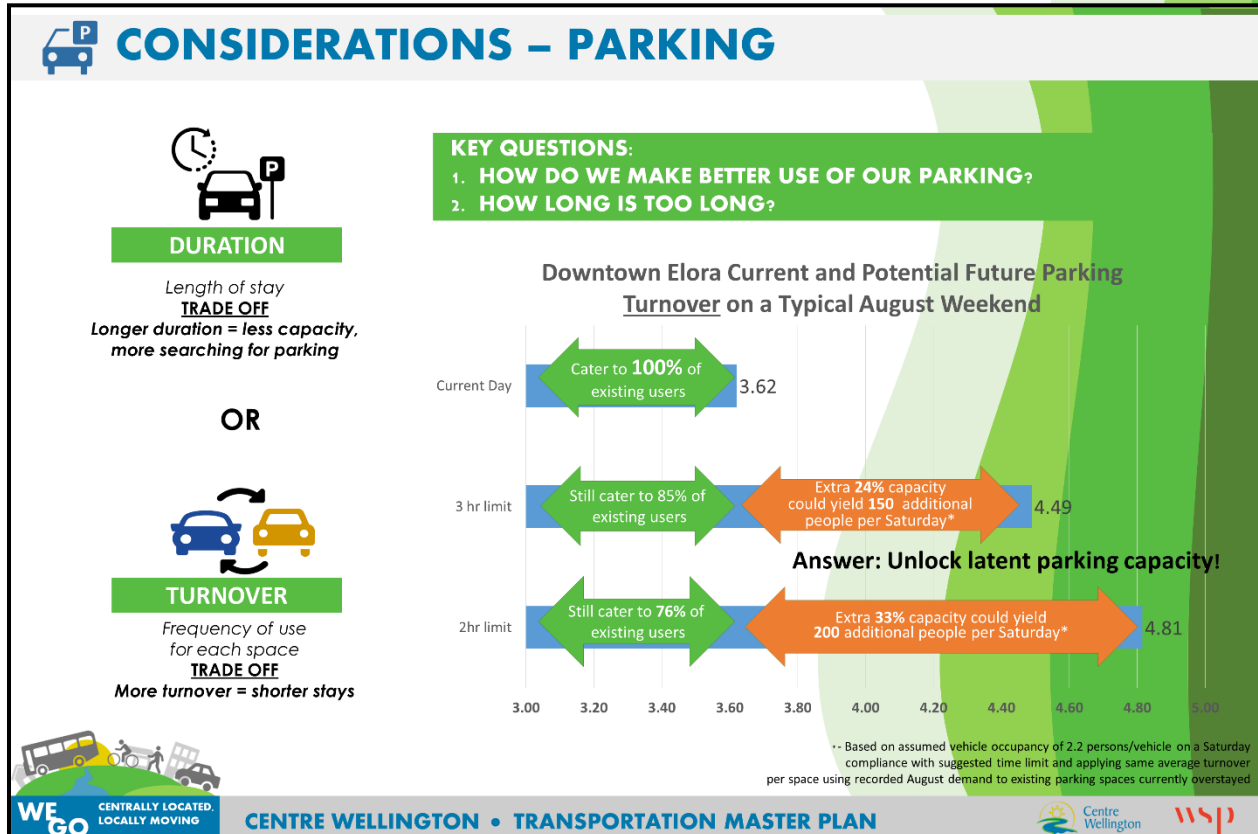 P
CONSIDERATIONS – PARKING
P
DURATION
Length of stay
TRADE OFF
Longer duration = less capacity,
more searching for parking
OR
TURNOVER
Frequency of use
for each space
TRADE OFF
More turnover = shorter stays
KEY QUESTIONS:
1. HOW DO WE MAKE BETTER USE OF OUR PARKING?
2. HOW LONG IS TOO LONG?
Downtown Elora Current and Potential Future Parking
Turnover on a Typical August Weekend
Current Day
Cater to 100% of
existing users
3.62
3 hr limit
Still cater to 85% of
existing users
Extra 24% capacity
could yield 150 additional
people per Saturday*
4.49
Answer: Unlock latent parking capacity!
2hr limit
Still cater to 76% of
existing users
Extra 33% capacity could yield
200 additional people per Saturday*
4.81
3.00 3.20 3.40 3.60 3.80 4.00 4.20 4.40 4.60 4.80 5.00
*- Based on assumed vehicle occupancy of 2.2 persons/vehicle on a Saturday
compliance with suggested time limit and applying same average turnover
per space using recorded August demand to existing parking spaces currently overstayed
WE GO
CENTRALLY LOCATED,
LOCALLY MOVING
CENTRE WELLINGTON • TRANSPORTATION MASTER PLAN
Centre
Wellington
wsp